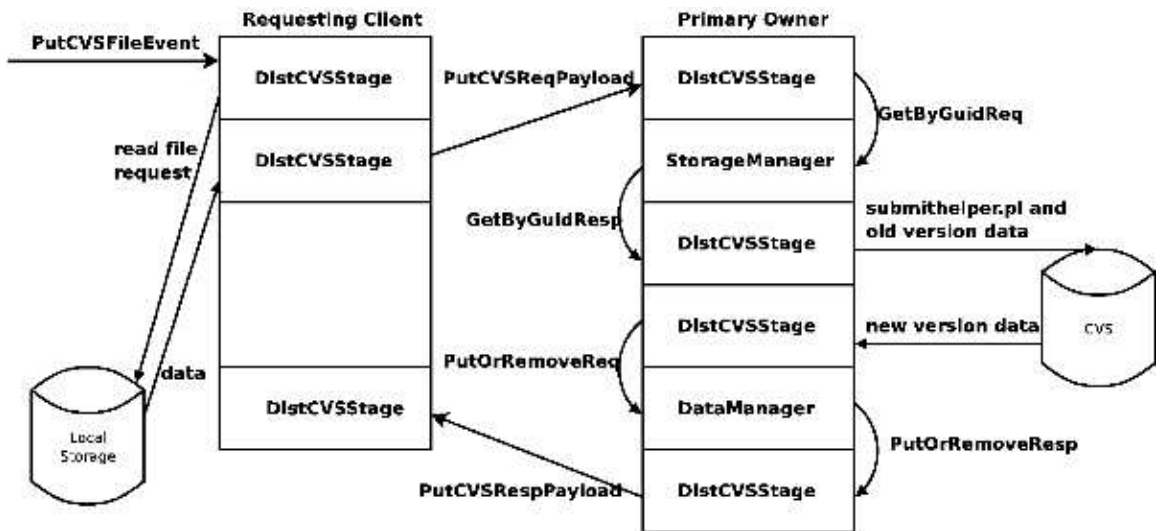 Requesting Client
Primary Owner
PutCVSFileEvent
DistCVSStage
PutCVSReqPayload
DistCVSStage
GetByGuidReq
read file
request
DistCVSStage
StorageManager
GetByGuidResp
DistCVSStage
submithelper.pl and
old version data
DistCVSStage
new version data
CVS
PutOrRemoveReq
data
DistCVSStage
DataManager
Local
Storage
PutOrRemoveResp
PutCVSRespPayload
DistCVSStage